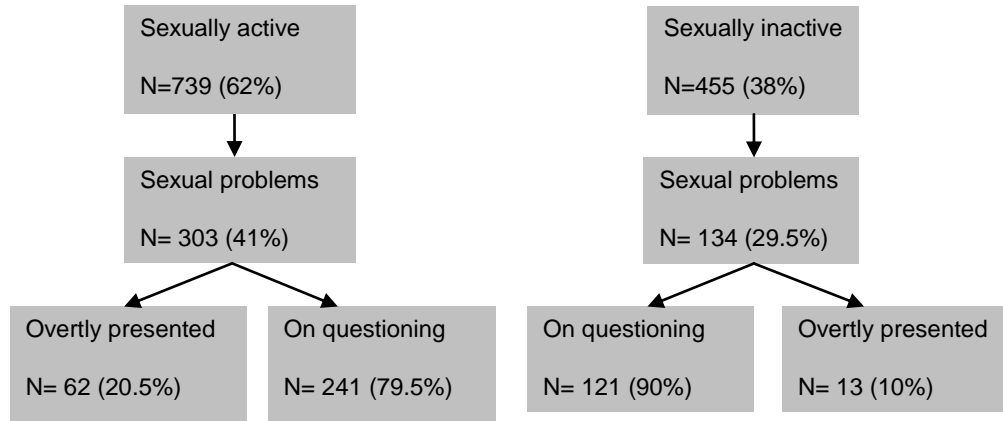 Sexually active
N=739 (62%)
Sexually inactive
N=455 (38%)
Sexual problems
N= 303 (41%)
Sexual problems
N= 134 (29.5%)
Overtly presented
N= 62 (20.5%)
On questioning
N= 241 (79.5%)
On questioning
N= 121 (90%)
Overtly presented
N= 13 (10%)